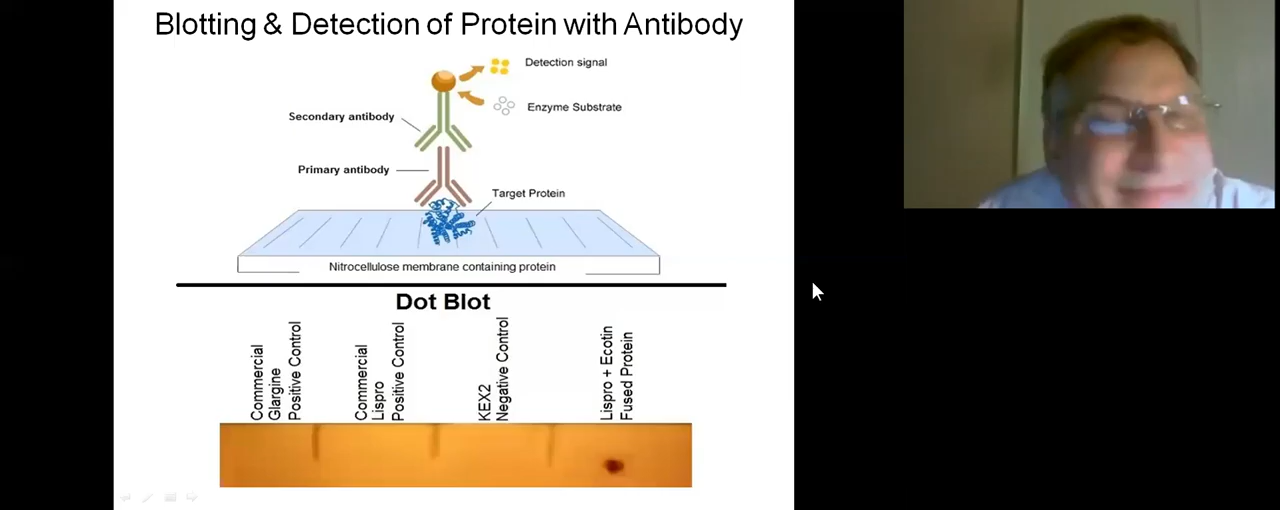 Blotting & Detection of Protein with Antibody
Detection signal
Enzyme Substrate
Secondary antibody
Primary antibody
Target Protein
Nitrocellulose membrane containing protein
Dot Blot
Commercial
Glargine
Positive Control
Commercial
Lispro
Positive Control
KEX2
Negative Control
Lispro + Ecotin
Fused Protein